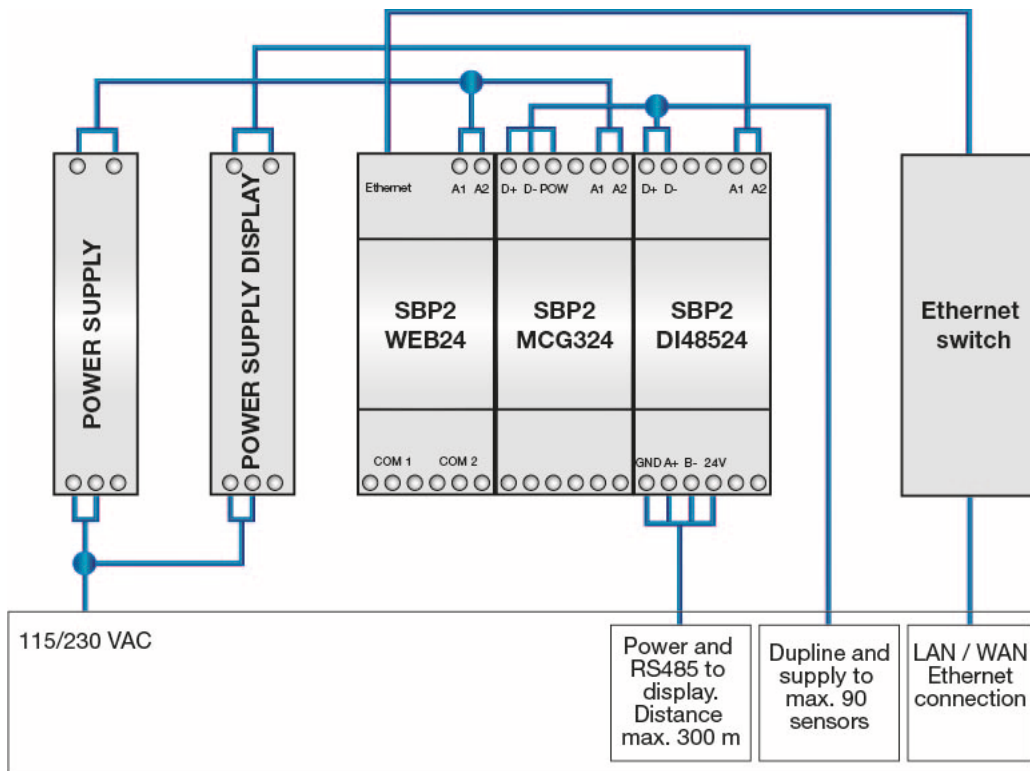 POWER SUPPLY
POWER SUPPLY DISPLAY
Ethernet
A1 A2
D+ D- POW
A1 A2
D+ D-
A1 A2
SBP2
WEB24
SBP2
MCG324
SBP2
DI48524
Ethernet
switch
COM 1
COM 2
GND A+ B- 24V
115/230 VAC
Power and
RS485 to
display.
Distance
max. 300 m
Dupline and
supply to
max. 90
sensors
LAN / WAN
Ethernet
connection